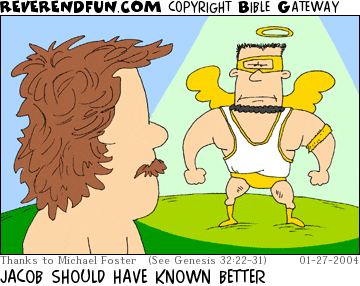 REVERENDFUN.COM COPYRIGHT BIBLE GATEWAY
Thanks to Michael Foster (See Genesis 32:22-31) 01-27-2004
JACOB SHOULD HAVE KNOWN BETTER